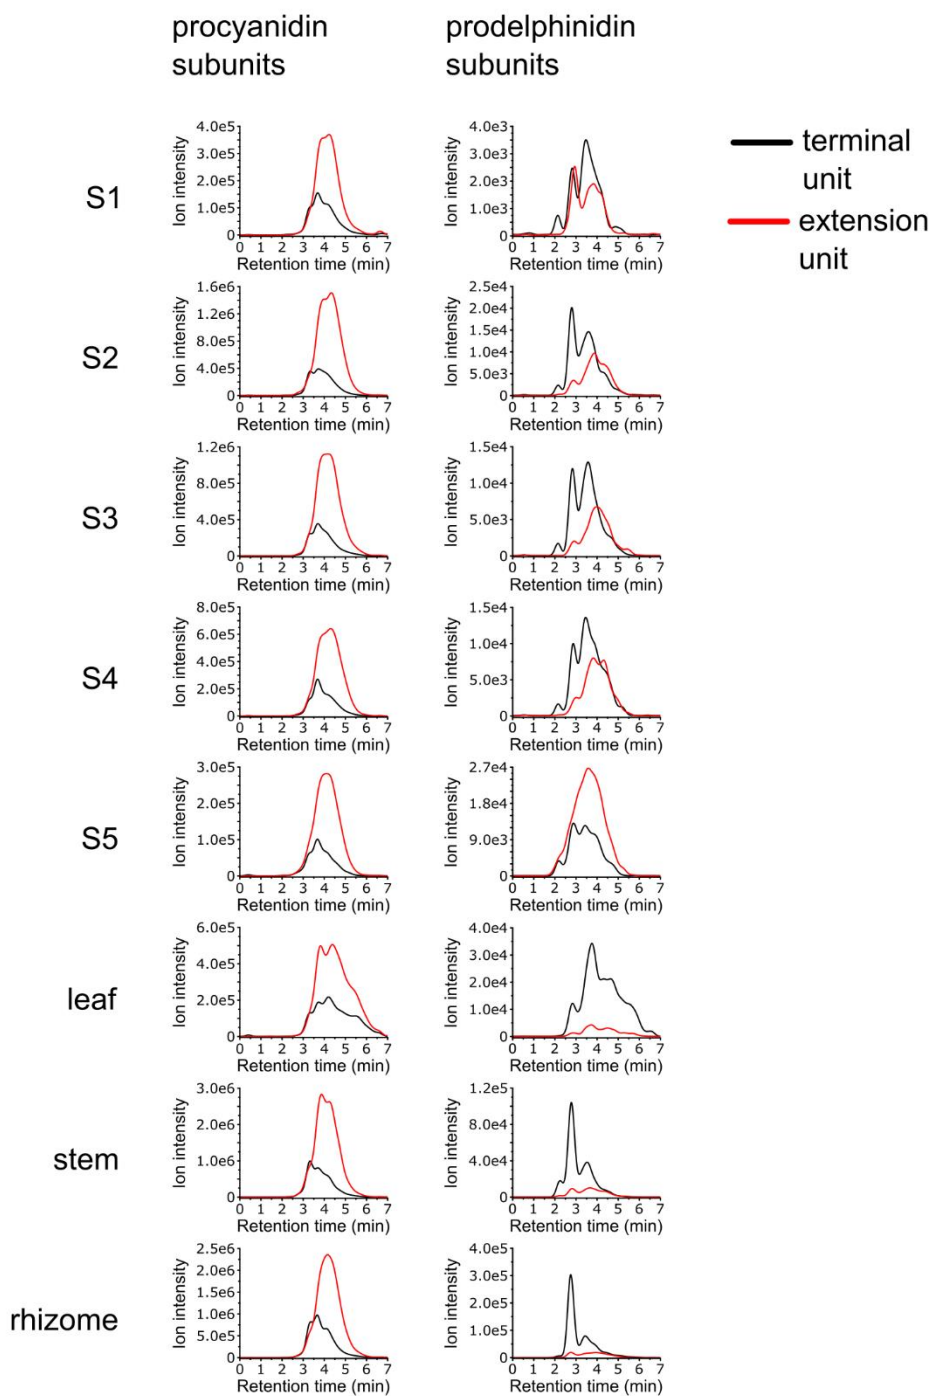 procyanidin
subunits
prodelphinidin
subunits
terminal
unit
extension
unit
S1
Ion intensity
4.0e5
3.0e5
2.0e5
1.0e5
0
0 1 2 3 4 5 6 7
Retention time (min)
Ion intensity
4.0e3
3.0e3
2.0e3
1.0e3
0
0 1 2 3 4 5 6 7
Retention time (min)
S2
Ion intensity
1.6e6
1.2e6
8.0e5
4.0e5
0
0 1 2 3 4 5 6 7
Retention time (min)
Ion intensity
2.5e4
2.0e4
1.5e4
1.0e4
5.0e3
0
0 1 2 3 4 5 6 7
Retention time (min)
S3
Ion intensity
1.2e6
8.0e5
4.0e5
0
0 1 2 3 4 5 6 7
Retention time (min)
Ion intensity
1.5e4
1.0e4
5.0e3
0
0 1 2 3 4 5 6 7
Retention time (min)
S4
Ion intensity
8.0e5
6.0e5
4.0e5
2.0e5
0
0 1 2 3 4 5 6 7
Retention time (min)
Ion intensity
1.5e4
1.0e4
5.0e3
0
0 1 2 3 4 5 6 7
Retention time (min)
S5
Ion intensity
3.0e5
2.0e5
1.0e5
0
0 1 2 3 4 5 6 7
Retention time (min)
Ion intensity
2.7e4
1.8e4
9.0e3
0
0 1 2 3 4 5 6 7
Retention time (min)
leaf
Ion intensity
6.0e5
4.0e5
2.0e5
0
0 1 2 3 4 5 6 7
Retention time (min)
Ion intensity
4.0e4
3.0e4
2.0e4
1.0e4
0
0 1 2 3 4 5 6 7
Retention time (min)
stem
Ion intensity
3.0e6
2.0e6
1.0e6
0
0 1 2 3 4 5 6 7
Retention time (min)
Ion intensity
1.2e5
8.0e4
4.0e4
0
0 1 2 3 4 5 6 7
Retention time (min)
rhizome
Ion intensity
2.5e6
2.0e6
1.5e6
1.0e6
5.0e5
0
0 1 2 3 4 5 6 7
Retention time (min)
Ion intensity
4.0e5
3.0e5
2.0e5
1.0e5
0
0 1 2 3 4 5 6 7
Retention time (min)